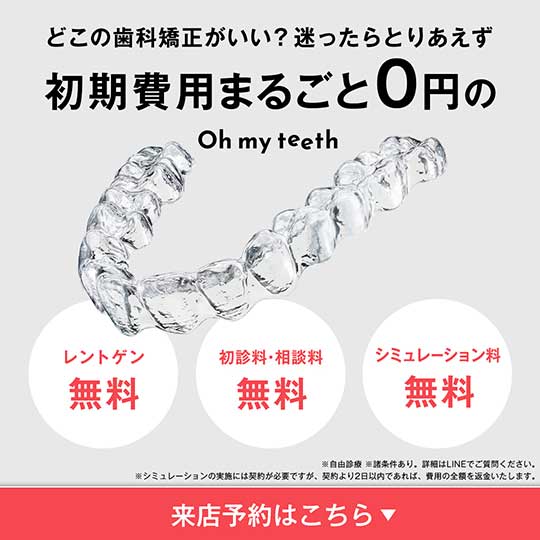 どこの歯科矯正がいい？迷ったらとりあえず
初期費用まるごと0円の
Oh my teeth
レントゲン
無料
初診料・相談料
無料
シミュレーション料
無料
※自由診療 ※諸条件あり。詳細はLINEでご質問ください。
※シミュレーションの実施には契約が必要ですが、契約より2日以内であれば、費用の全額を返金いたします。
来店予約はこちら▼